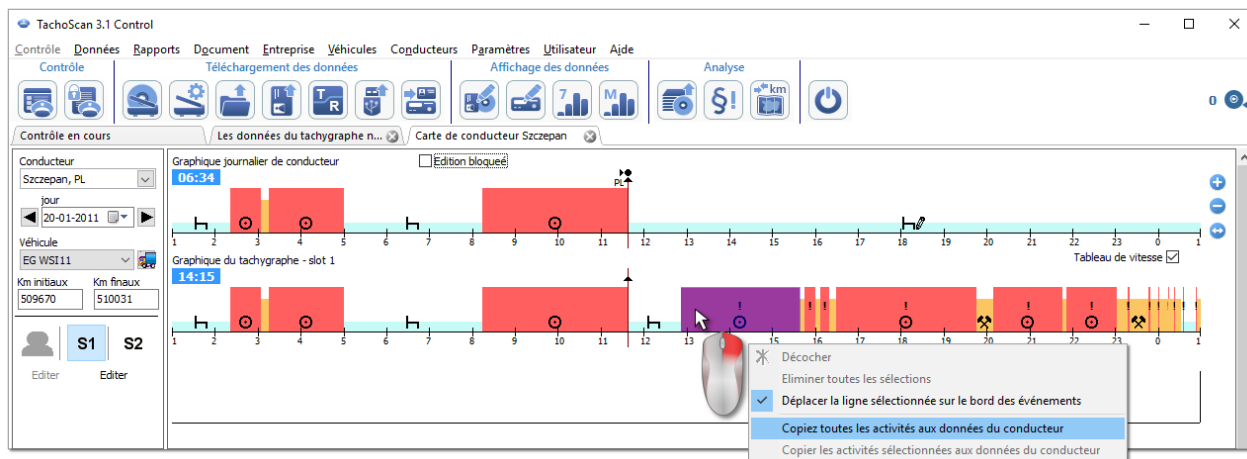 TachoScan 3.1 Control
Contrôle Données Rapports Document Entreprise Véhicules Conducteurs Paramètres Utilisateur Ajde
Contrôle Téléchargement des données Affichage des données Analyse
T R 7 M §! km
0
Contrôle en cours Les données du tachygraphe n... Carte de conducteur Szczepan
Conducteur
Szczepan, PL
jour
20-01-2011
Véhicule
EG WSI11
Km initiaux Km finaux
509670 510031
S1 S2
Editer Editer
Graphique journalier de conducteur Edition bloqueé
06:34
PL
1 2 3 4 5 6 7 8 9 10 11 12 13 14 15 16 17 18 19 20 21 22 23 0 1
Graphique du tachygraphe - slot 1 Tableau de vitesse
14:15
! ! ! ! ! ! ! ! ! ! ! !
1 2 3 4 5 6 7 8 9 10 11 12 13 14 15 16 17 18 19 20 21 22 23 0 1
Décocher
Eliminer toutes les sélections
Déplacer la ligne sélectionnée sur le bord des événements
Copiez toutes les activités aux données du conducteur
Copier les activités sélectionnées aux données du conducteur